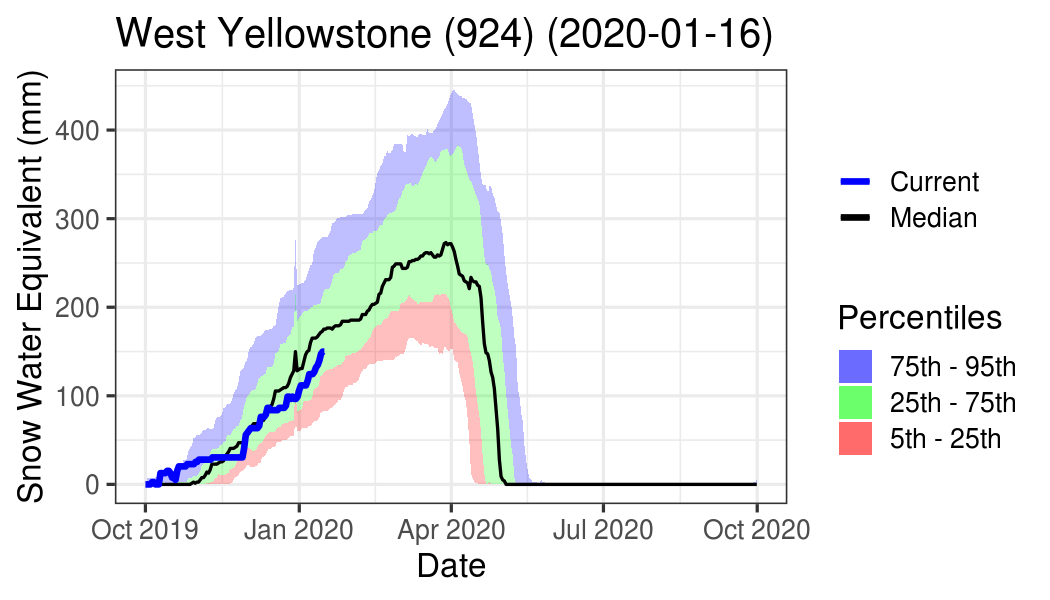 West Yellowstone (924) (2020-01-16)
Snow Water Equivalent (mm)
400
300
200
100
0
Oct 2019
Jan 2020
Apr 2020
Jul 2020
Oct 2020
Date
Current
Median
Percentiles
75th - 95th
25th - 75th
5th - 25th